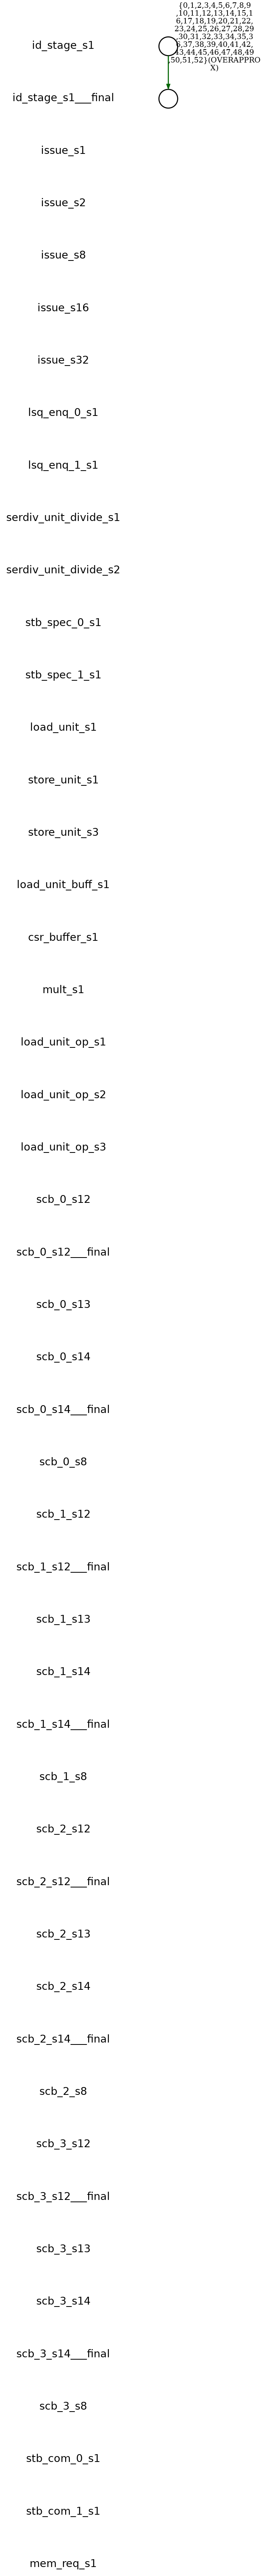 {0,1,2,3,4,5,6,7,8,9
,10,11,12,13,14,15,1
6,17,18,19,20,21,22,
23,24,25,26,27,28,29
,30,31,32,33,34,35,3
6,37,38,39,40,41,42,
43,44,45,46,47,48,49
,50,51,52}(OVERAPPRO
X)
id_stage_s1
id_stage_s1___final
issue_s1
issue_s2
issue_s8
issue_s16
issue_s32
lsq_enq_0_s1
lsq_enq_1_s1
serdiv_unit_divide_s1
serdiv_unit_divide_s2
stb_spec_0_s1
stb_spec_1_s1
load_unit_s1
store_unit_s1
store_unit_s3
load_unit_buff_s1
csr_buffer_s1
mult_s1
load_unit_op_s1
load_unit_op_s2
load_unit_op_s3
scb_0_s12
scb_0_s12___final
scb_0_s13
scb_0_s14
scb_0_s14___final
scb_0_s8
scb_1_s12
scb_1_s12___final
scb_1_s13
scb_1_s14
scb_1_s14___final
scb_1_s8
scb_2_s12
scb_2_s12___final
scb_2_s13
scb_2_s14
scb_2_s14___final
scb_2_s8
scb_3_s12
scb_3_s12___final
scb_3_s13
scb_3_s14
scb_3_s14___final
scb_3_s8
stb_com_0_s1
stb_com_1_s1
mem_req_s1